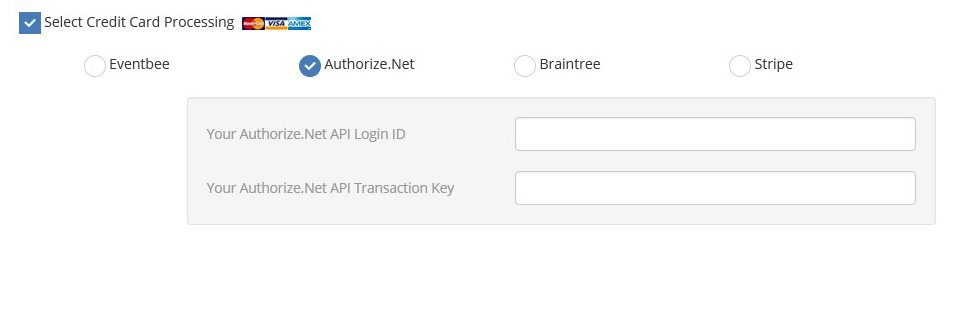 Select Credit Card Processing MasterCard VISA AMEX
Eventbee Authorize.Net Braintree Stripe
Your Authorize.Net API Login ID
Your Authorize.Net API Transaction Key